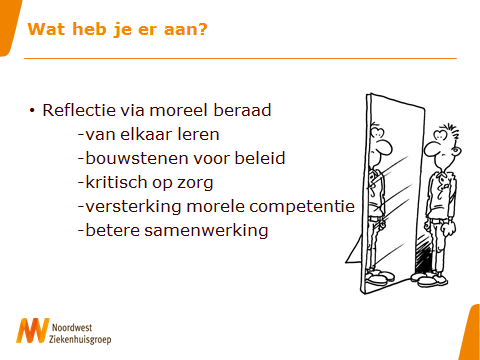 Wat heb je er aan?
• Reflectie via moreel beraad
-van elkaar leren
-bouwstenen voor beleid
-kritisch op zorg
-versterking morele competentie
-betere samenwerking
Noordwest
Ziekenhuisgroep